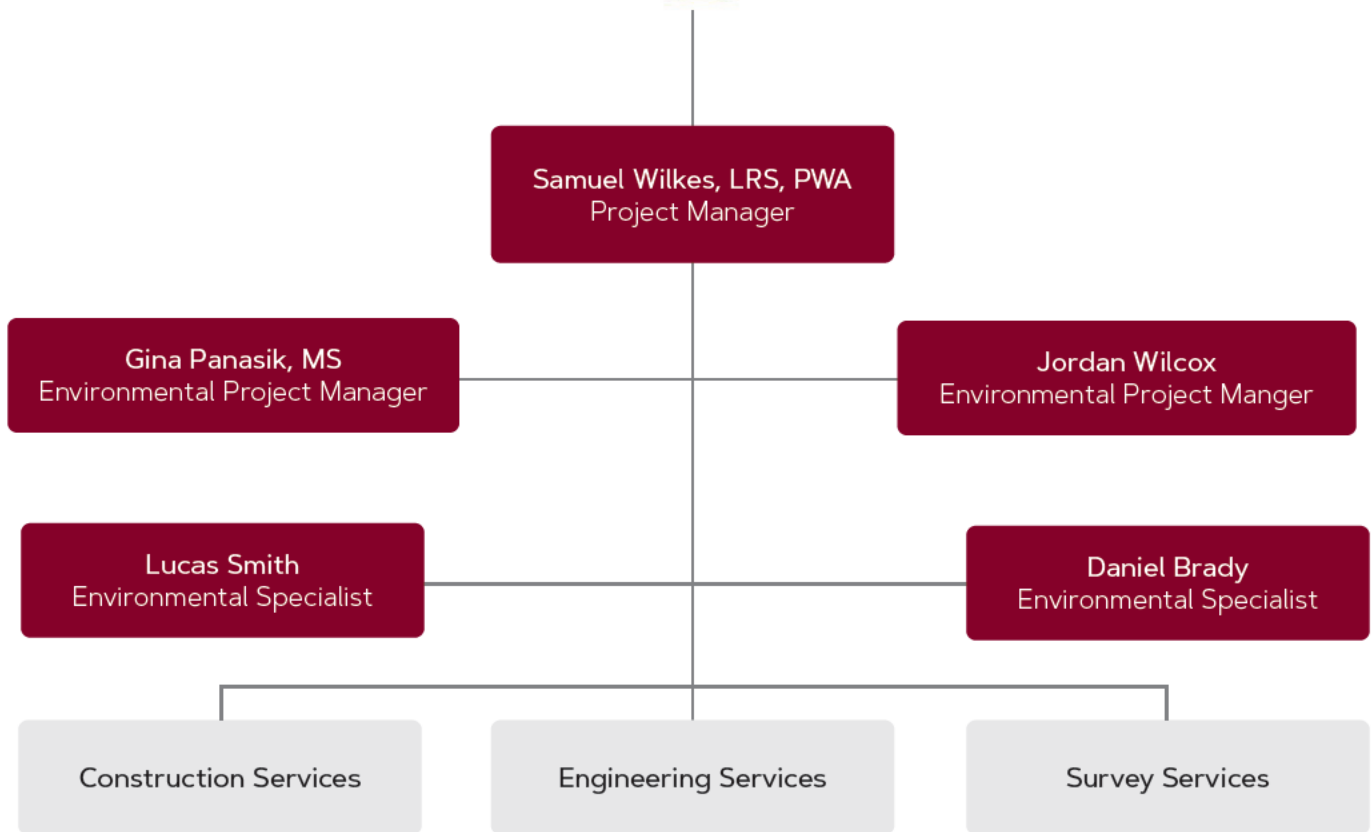 Samuel Wilkes, LRS, PWA
Project Manager
Gina Panasik, MS
Environmental Project Manager
Jordan Wilcox
Environmental Project Manger
Lucas Smith
Environmental Specialist
Daniel Brady
Environmental Specialist
Construction Services
Engineering Services
Survey Services